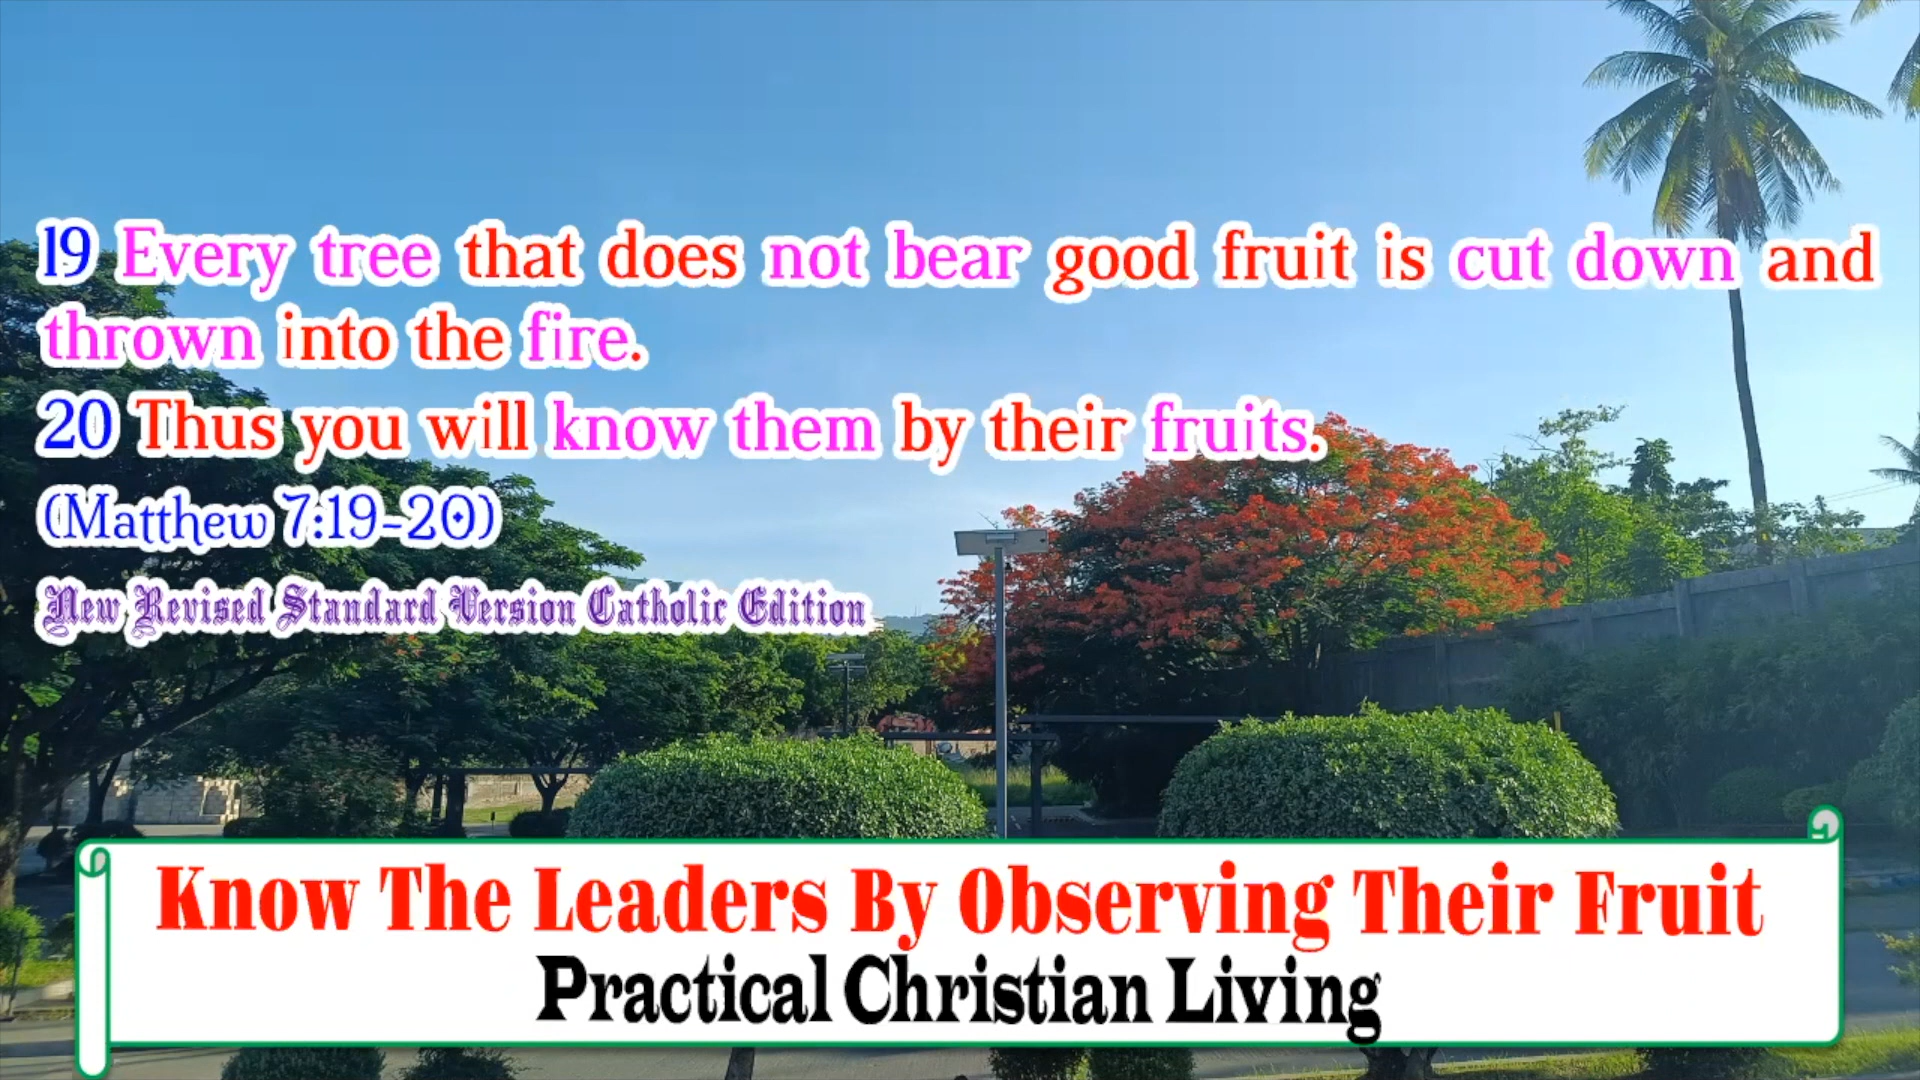 19 Every tree that does not bear good fruit is cut down and
thrown into the fire.
20 Thus you will know them by their fruits.
(Matthew 7:19-20)
New Revised Standard Version Catholic Edition
Know The Leaders By Observing Their Fruit
Practical Christian Living